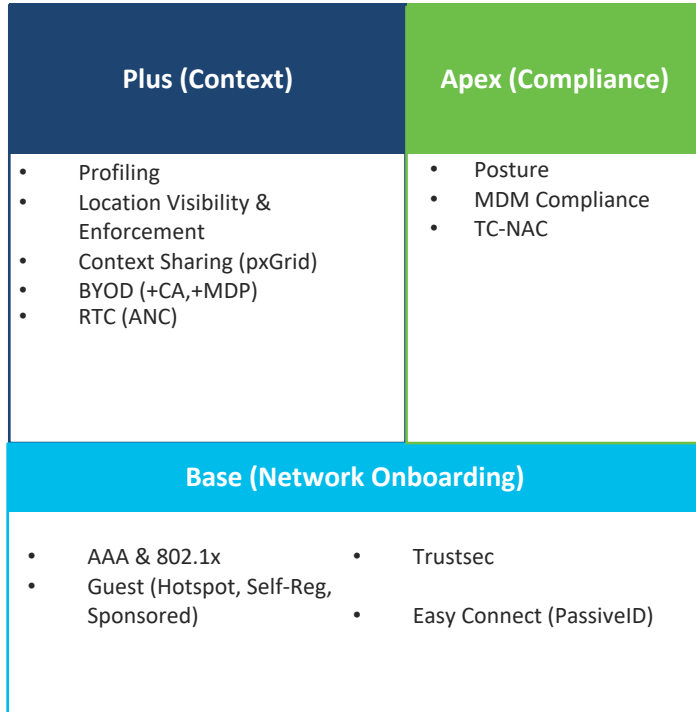 Plus (Context)
• Profiling
• Location Visibility &
Enforcement
• Context Sharing (pxGrid)
• BYOD (+CA,+MDP)
• RTC (ANC)
Apex (Compliance)
• Posture
• MDM Compliance
• TC-NAC
Base (Network Onboarding)
• AAA & 802.1x
• Guest (Hotspot, Self-Reg,
Sponsored)
• Trustsec
• Easy Connect (PassiveID)